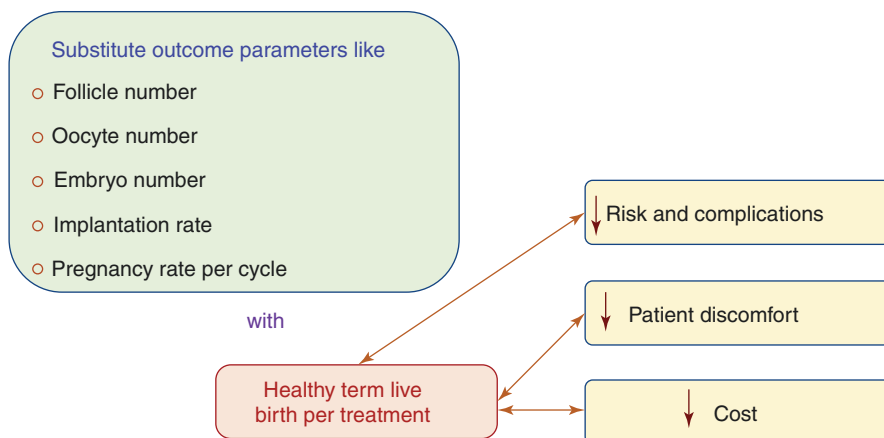 Substitute outcome parameters like
Follicle number
Oocyte number
Embryo number
Implantation rate
Pregnancy rate per cycle
with
Healthy term live
birth per treatment
Risk and complications
Patient discomfort
Cost